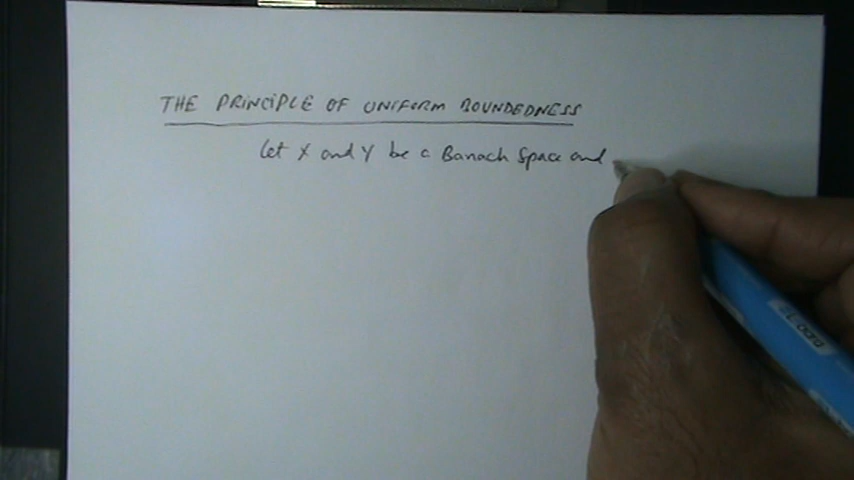 THE PRINCIPLE OF UNIFORM BOUNDEDNESS
Let X and Y be a Banach Space and